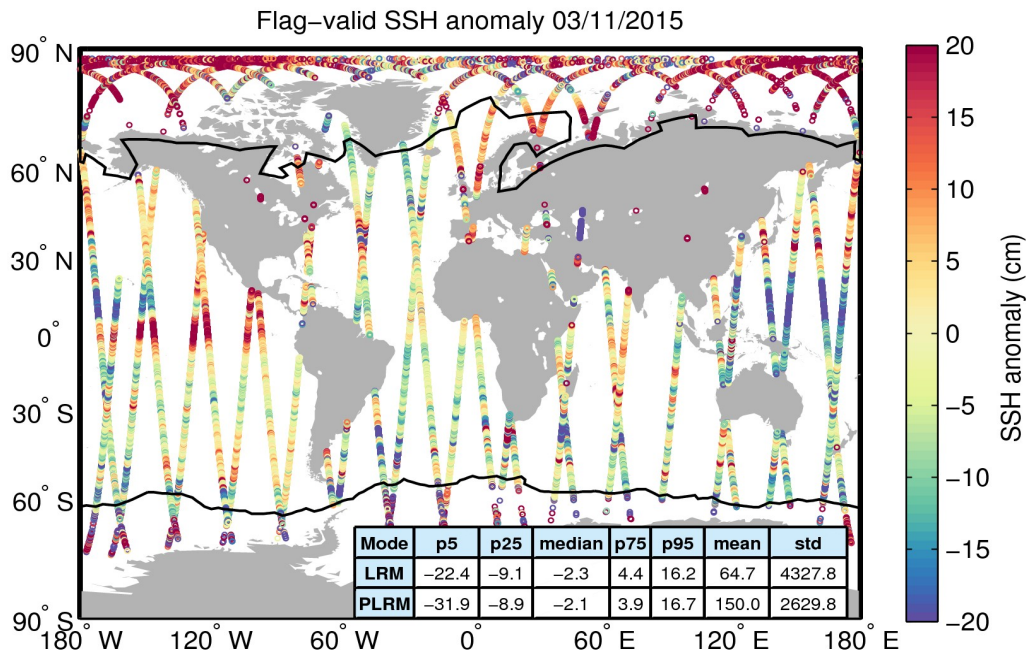 Flag−valid SSH anomaly 03/11/2015
90° N
60° N
30° N
0°
30° S
60° S
90° S
180° W
120° W
60° W
0°
60° E
120° E
180° E
Mode p5 p25 median p75 p95 mean std
LRM −22.4 −9.1 −2.3 4.4 16.2 64.7 4327.8
PLRM −31.9 −8.9 −2.1 3.9 16.7 150.0 2629.8
20
15
10
5
0
−5
−10
−15
−20
SSH anomaly (cm)